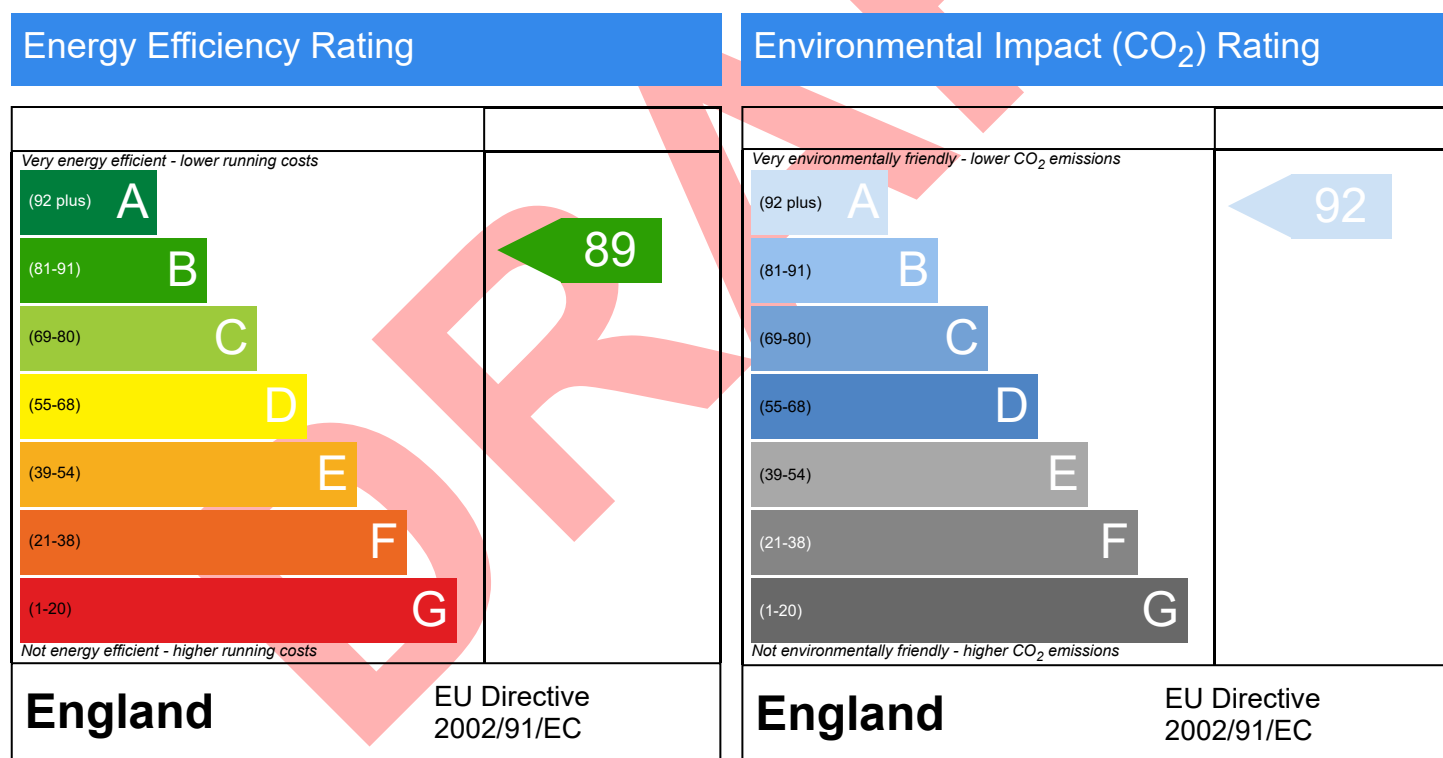 Energy Efficiency Rating
Very energy efficient - lower running costs
(92 plus) A
(81-91) B
(69-80) C
(55-68) D
(39-54) E
(21-38) F
(1-20) G
Not energy efficient - higher running costs
89
England
EU Directive
2002/91/EC
Environmental Impact (CO₂) Rating
Very environmentally friendly - lower CO₂ emissions
(92 plus) A
(81-91) B
(69-80) C
(55-68) D
(39-54) E
(21-38) F
(1-20) G
Not environmentally friendly - higher CO₂ emissions
92
England
EU Directive
2002/91/EC